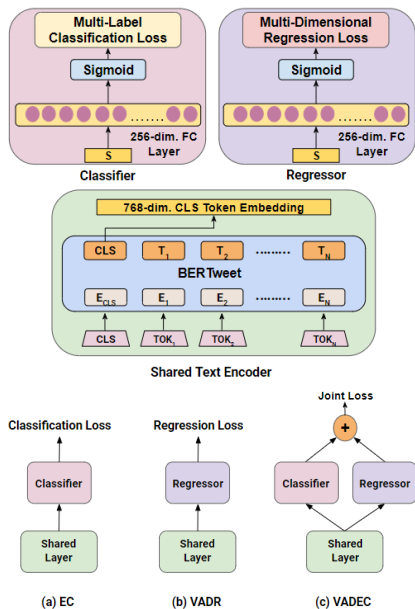 Multi-Label
Classification Loss
Sigmoid
256-dim. FC
Layer
S
Classifier
Multi-Dimensional
Regression Loss
Sigmoid
256-dim. FC
Layer
S
Regressor
768-dim. CLS Token Embedding
CLS T1 T2 ......... TN
BERTweet
ECLS E1 E2 ......... EN
CLS TOK1 TOK2 TOKN
Shared Text Encoder
Classification Loss
Classifier
Shared
Layer
(a) EC
Regression Loss
Regressor
Shared
Layer
(b) VADR
Joint Loss
+
Classifier Regressor
Shared
Layer
(c) VADEC